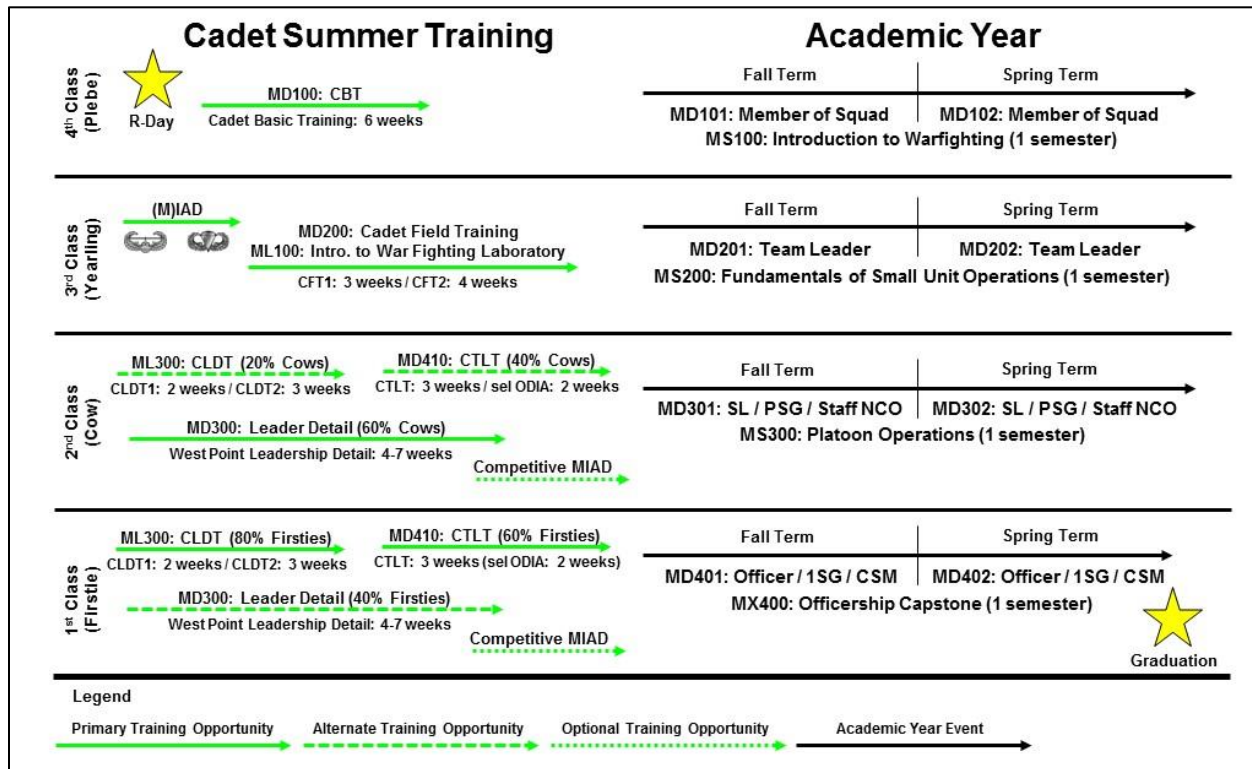 Cadet Summer Training
Academic Year
4th Class
(Plebe)
R-Day
MD100: CBT
Cadet Basic Training: 6 weeks
Fall Term
Spring Term
MD101: Member of Squad
MD102: Member of Squad
MS100: Introduction to Warfighting (1 semester)
3rd Class
(Yearling)
(M)IAD
MD200: Cadet Field Training
ML100: Intro. to War Fighting Laboratory
CFT1: 3 weeks / CFT2: 4 weeks
Fall Term
Spring Term
MD201: Team Leader
MD202: Team Leader
MS200: Fundamentals of Small Unit Operations (1 semester)
2nd Class
(Cow)
ML300: CLDT (20% Cows)
CLDT1: 2 weeks / CLDT2: 3 weeks
MD410: CTLT (40% Cows)
CTLT: 3 weeks / sel ODIA: 2 weeks
MD300: Leader Detail (60% Cows)
West Point Leadership Detail: 4-7 weeks
Competitive MIAD
Fall Term
Spring Term
MD301: SL / PSG / Staff NCO
MD302: SL / PSG / Staff NCO
MS300: Platoon Operations (1 semester)
1st Class
(Firstie)
ML300: CLDT (80% Firsties)
CLDT1: 2 weeks / CLDT2: 3 weeks
MD410: CTLT (60% Firsties)
CTLT: 3 weeks (sel ODIA: 2 weeks)
MD300: Leader Detail (40% Firsties)
West Point Leadership Detail: 4-7 weeks
Competitive MIAD
Fall Term
Spring Term
MD401: Officer / 1SG / CSM
MD402: Officer / 1SG / CSM
MX400: Officership Capstone (1 semester)
Graduation
Legend
Primary Training Opportunity
Alternate Training Opportunity
Optional Training Opportunity
Academic Year Event